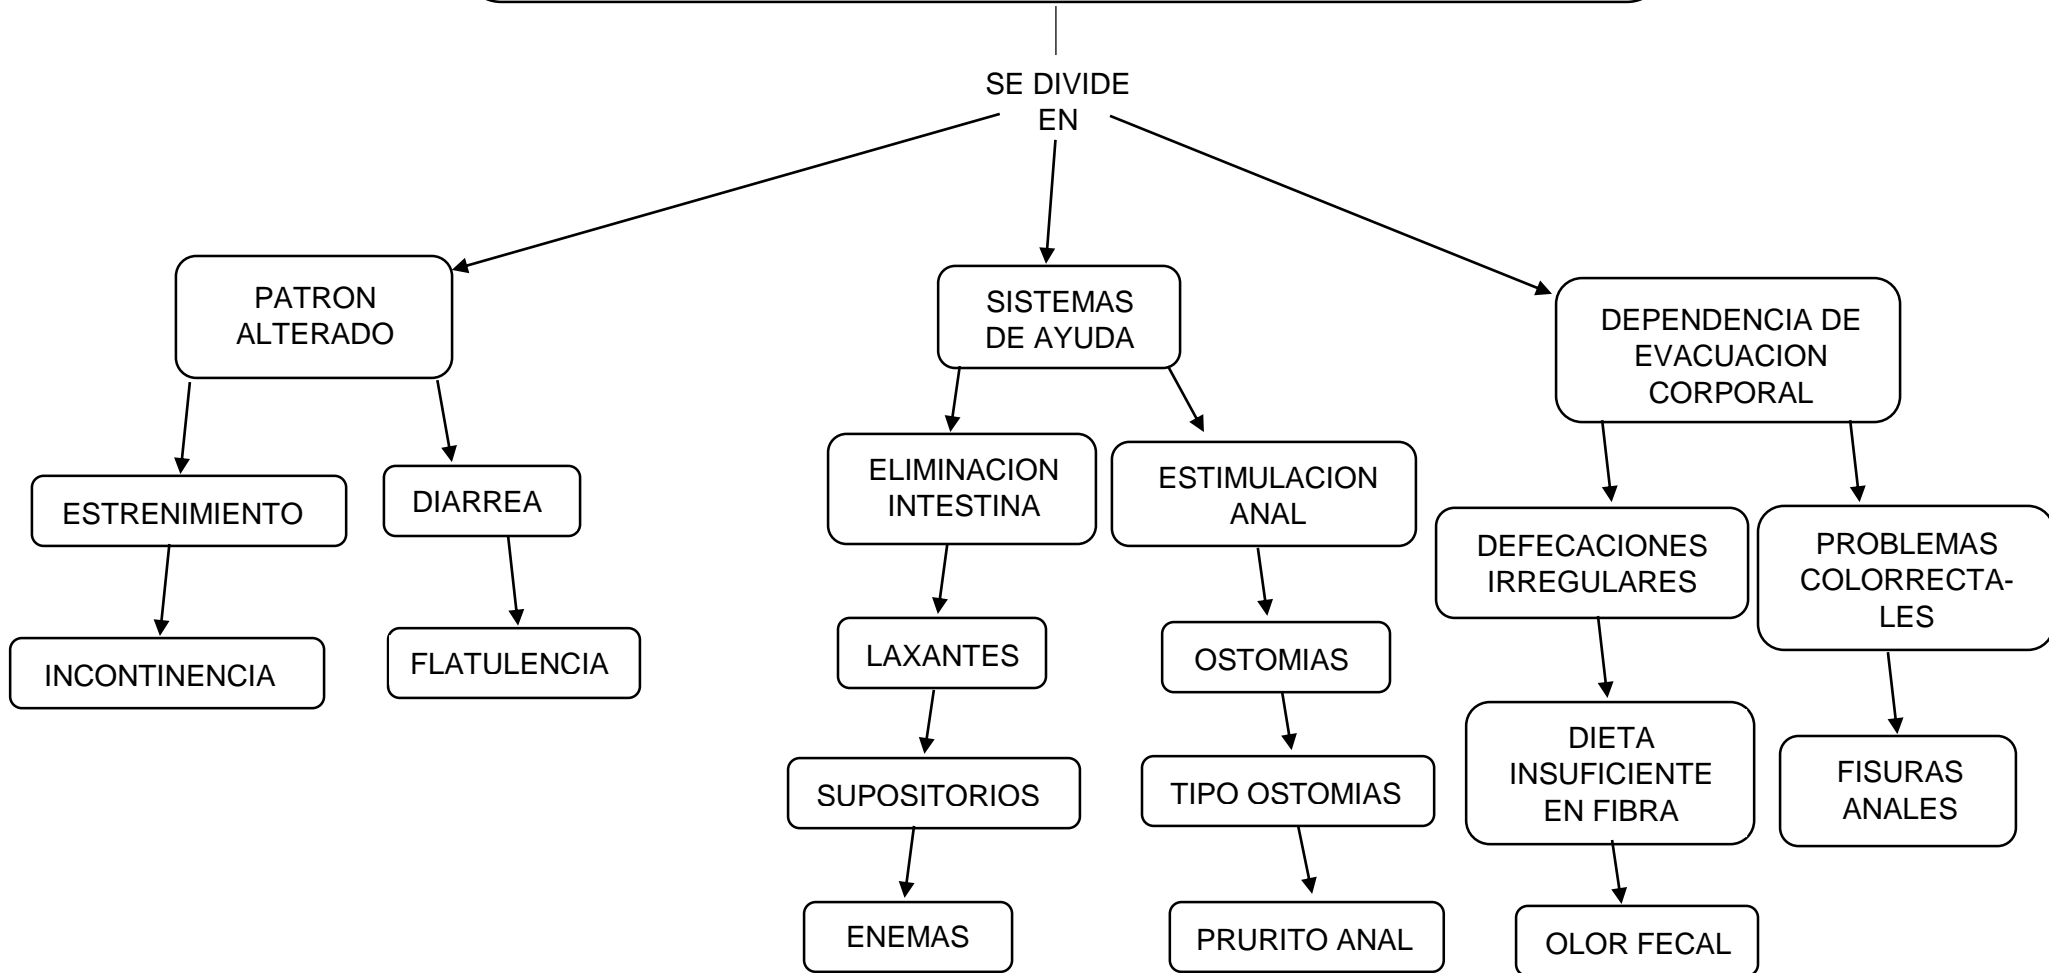 SE DIVIDE
EN
PATRON
ALTERADO
SISTEMAS
DE AYUDA
DEPENDENCIA DE
EVACUACION
CORPORAL
ESTRENIMIENTO
DIARREA
ELIMINACION
INTESTINA
ESTIMULACION
ANAL
DEFECACIONES
IRREGULARES
PROBLEMAS
COLORRECTA-
LES
INCONTINENCIA
FLATULENCIA
LAXANTES
OSTOMIAS
DIETA
INSUFICIENTE
EN FIBRA
FISURAS
ANALES
SUPOSITORIOS
TIPO OSTOMIAS
ENEMAS
PRURITO ANAL
OLOR FECAL